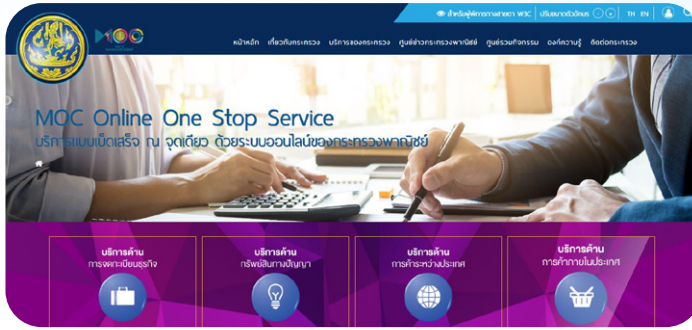 สำหรับผู้พิการทางสายตา W3C ปรับขนาดตัวอักษร - + TH EN
MOC
หน้าหลัก เกี่ยวกับกระทรวง บริการของกระทรวง ศูนย์ข่าวกระทรวงพาณิชย์ ศูนย์รวมกิจกรรม องค์ความรู้ ติดต่อกระทรวง
MOC Online One Stop Service
บริการแบบเบ็ดเสร็จ ณ จุดเดียว ด้วยระบบออนไลน์ของกระทรวงพาณิชย์
บริการด้าน
การจดทะเบียนธุรกิจ
บริการด้าน
ทรัพย์สินทางปัญญา
บริการด้าน
การค้าระหว่างประเทศ
บริการด้าน
การค้าภายในประเทศ